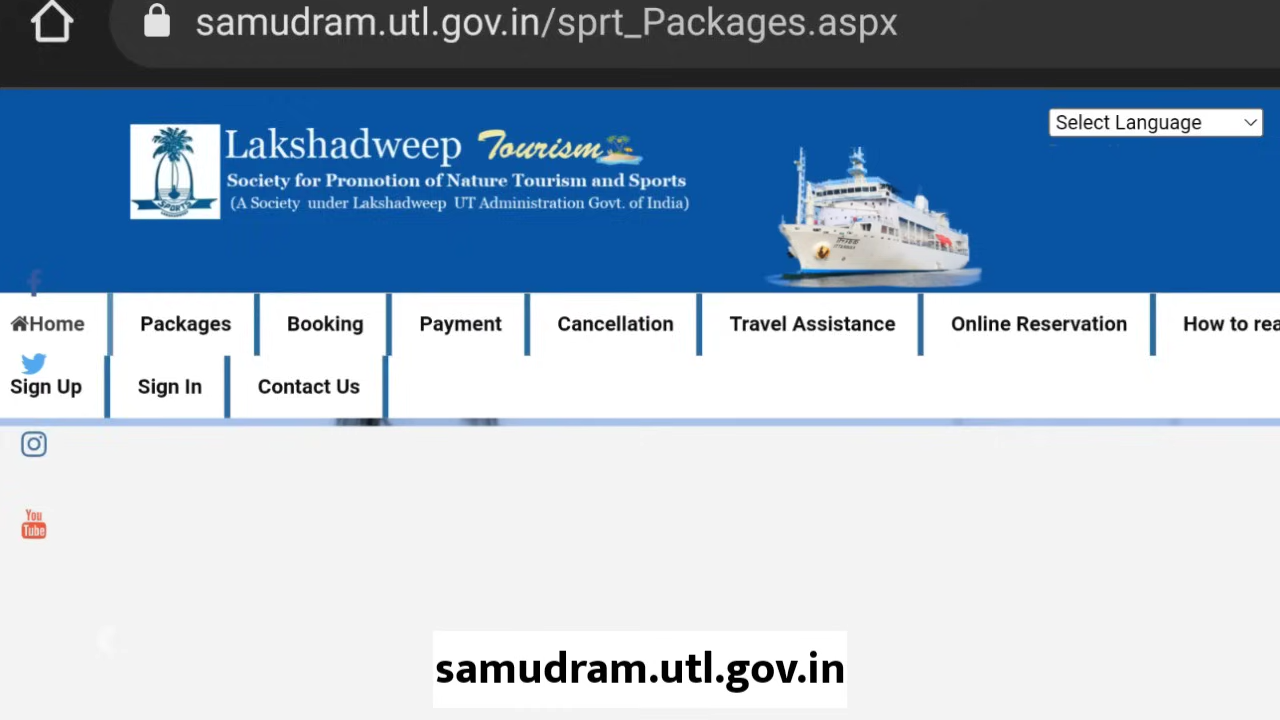 samudram.utl.gov.in/sprt_Packages.aspx
Select Language
Lakshadweep Tourism
Society for Promotion of Nature Tourism and Sports
(A Society under Lakshadweep UT Administration Govt. of India)
SPORTS
Home Packages Booking Payment Cancellation Travel Assistance Online Reservation How to rea
Sign Up Sign In Contact Us
You
Tube
samudram.utl.gov.in